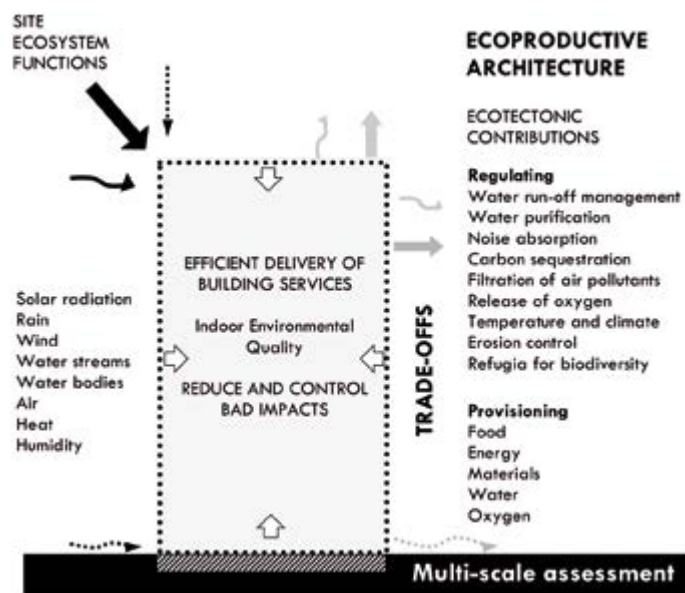 SITE
ECOSYSTEM
FUNCTIONS
Solar radiation
Rain
Wind
Water streams
Water bodies
Air
Heat
Humidity
EFFICIENT DELIVERY OF
BUILDING SERVICES
Indoor Environmental
Quality
REDUCE AND CONTROL
BAD IMPACTS
TRADE-OFFS
ECOPRODUCTIVE
ARCHITECTURE
ECOTECTONIC
CONTRIBUTIONS
Regulating
Water run-off management
Water purification
Noise absorption
Carbon sequestration
Filtration of air pollutants
Release of oxygen
Temperature and climate
Erosion control
Refugia for biodiversity
Provisioning
Food
Energy
Materials
Water
Oxygen
Multi-scale assessment